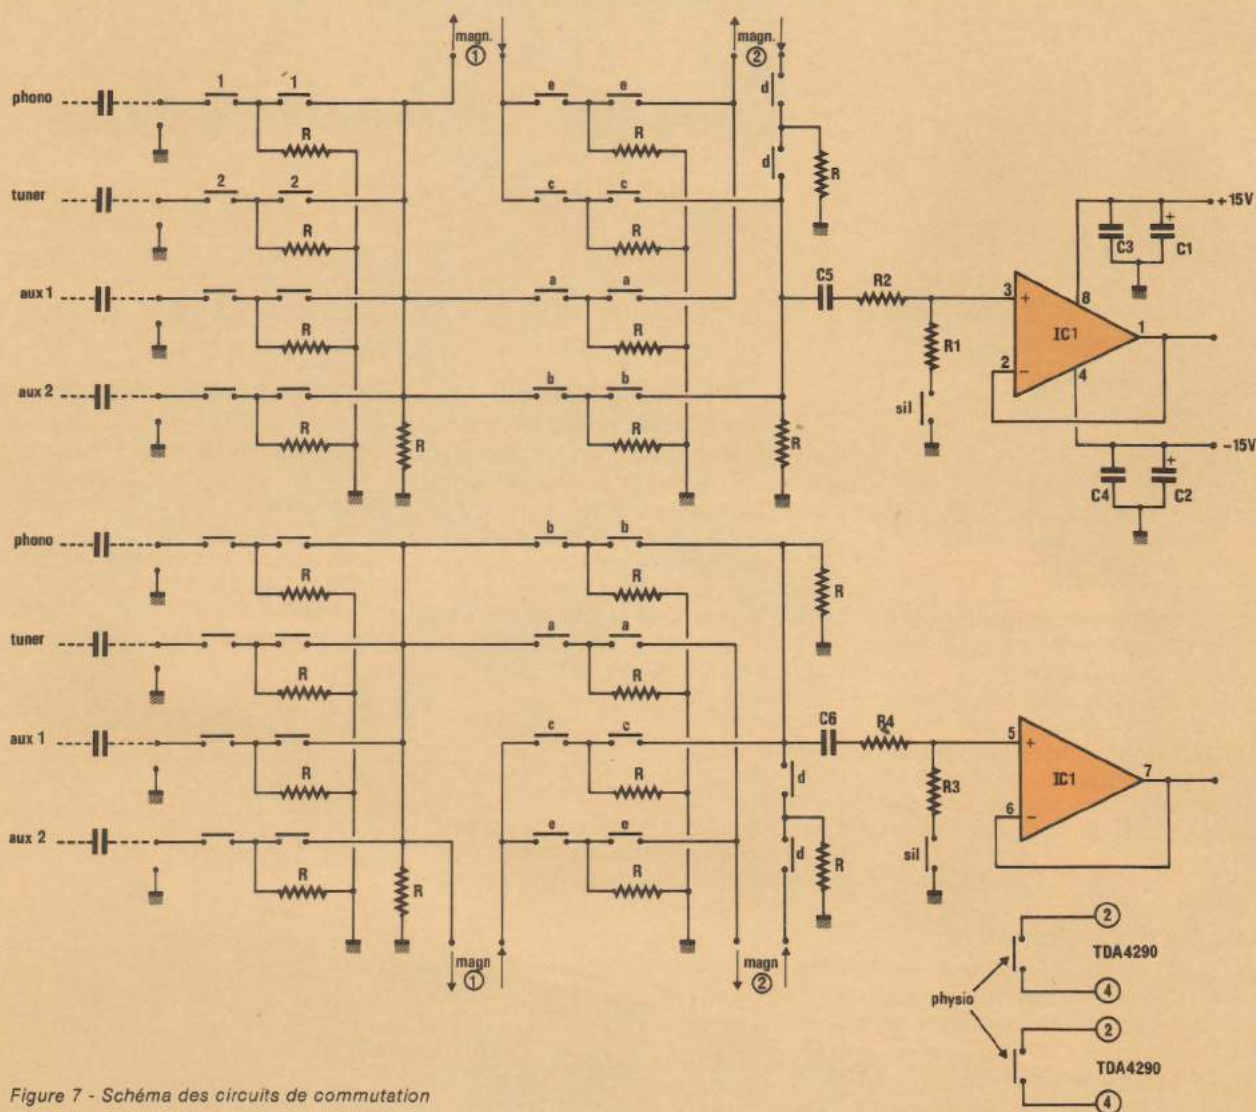 magn. magn.
① ②
phono 1 1 e e d
R R
d R
tuner 2 2 c c
+15V
R R
C3 C1
aux 1 a a C5 R2 3 + 8
R R R1 IC1 1
2 − 4
aux 2 b b sil
R R R R −15V
C4 C2
phono b b
R R R
tuner a a
R R
aux 1 c c C6 R4 5 + 7
R R d R3 IC1
6 −
aux 2 e e d R sil
R R R
magn magn
① ②
②
TDA4290
④
physio
②
TDA4290
④
Figure 7 - Schéma des circuits de commutation